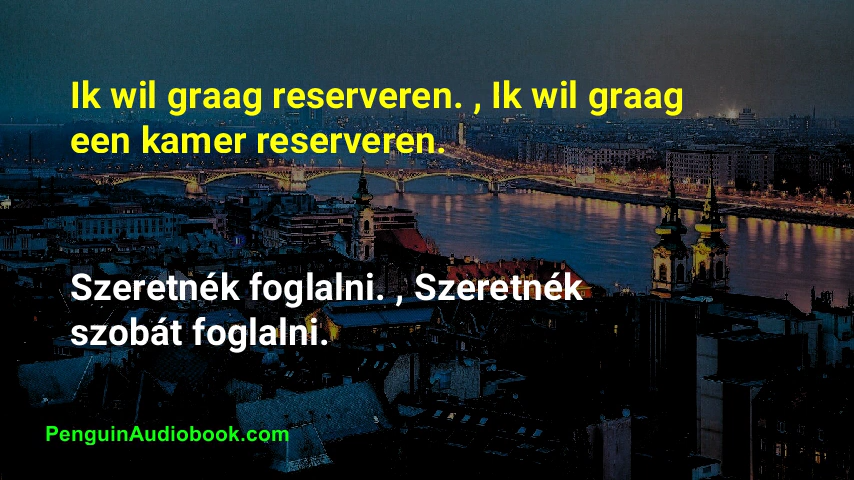 Ik wil graag reserveren. , Ik wil graag
een kamer reserveren.
Szeretnék foglalni. , Szeretnék
szobát foglalni.
PenguinAudiobook.com